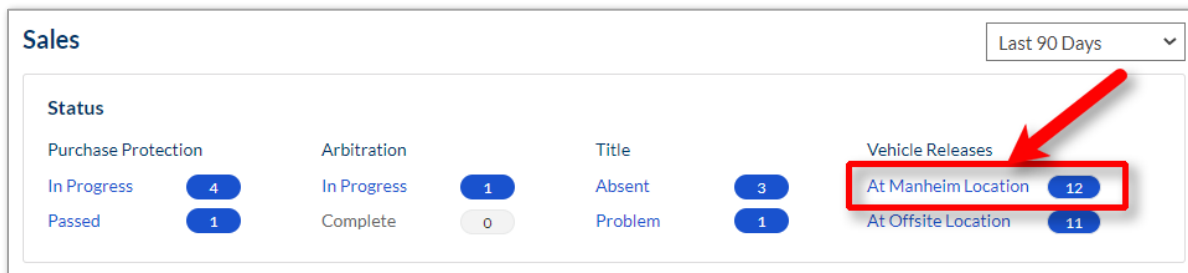 Sales
Last 90 Days
Status
Purchase Protection
In Progress 4
Passed 1
Arbitration
In Progress 1
Complete 0
Title
Absent 3
Problem 1
Vehicle Releases
At Manheim Location 12
At Offsite Location 11